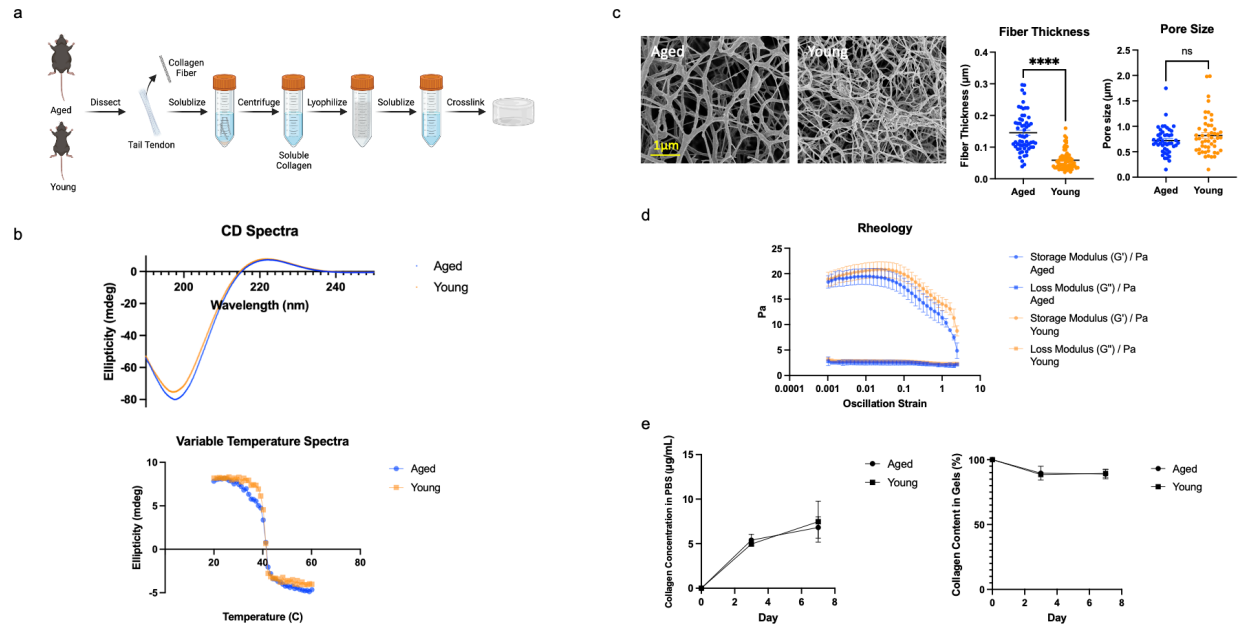 a
Aged
Young
Dissect
Collagen
Fiber
Tail Tendon
Solublize
Centrifuge
Soluble
Collagen
Lyophilize
Solublize
Crosslink
b
CD Spectra
Ellipticity (mdeg)
0
-20
-40
-60
-80
200
220
240
Wavelength (nm)
Aged
Young
Variable Temperature Spectra
Ellipticity (mdeg)
10
5
0
-5
0
20
40
60
80
Temperature (C)
Aged
Young
c
Aged
1µm
Young
Fiber Thickness
Fiber Thickness (µm)
0.4
0.3
0.2
0.1
0.0
****
Aged
Young
Pore Size
Pore size (µm)
2.5
2.0
1.5
1.0
0.5
0.0
ns
Aged
Young
d
Rheology
Pa
25
20
15
10
5
0
0.0001
0.001
0.01
0.1
1
10
Oscillation Strain
Storage Modulus (G') / Pa
Aged
Loss Modulus (G") / Pa
Aged
Storage Modulus (G') / Pa
Young
Loss Modulus (G") / Pa
Young
e
Collagen Concentration in PBS (µg/mL)
15
10
5
0
0
2
4
6
8
Day
Aged
Young
Collagen Content in Gels (%)
100
50
0
0
2
4
6
8
Day
Aged
Young